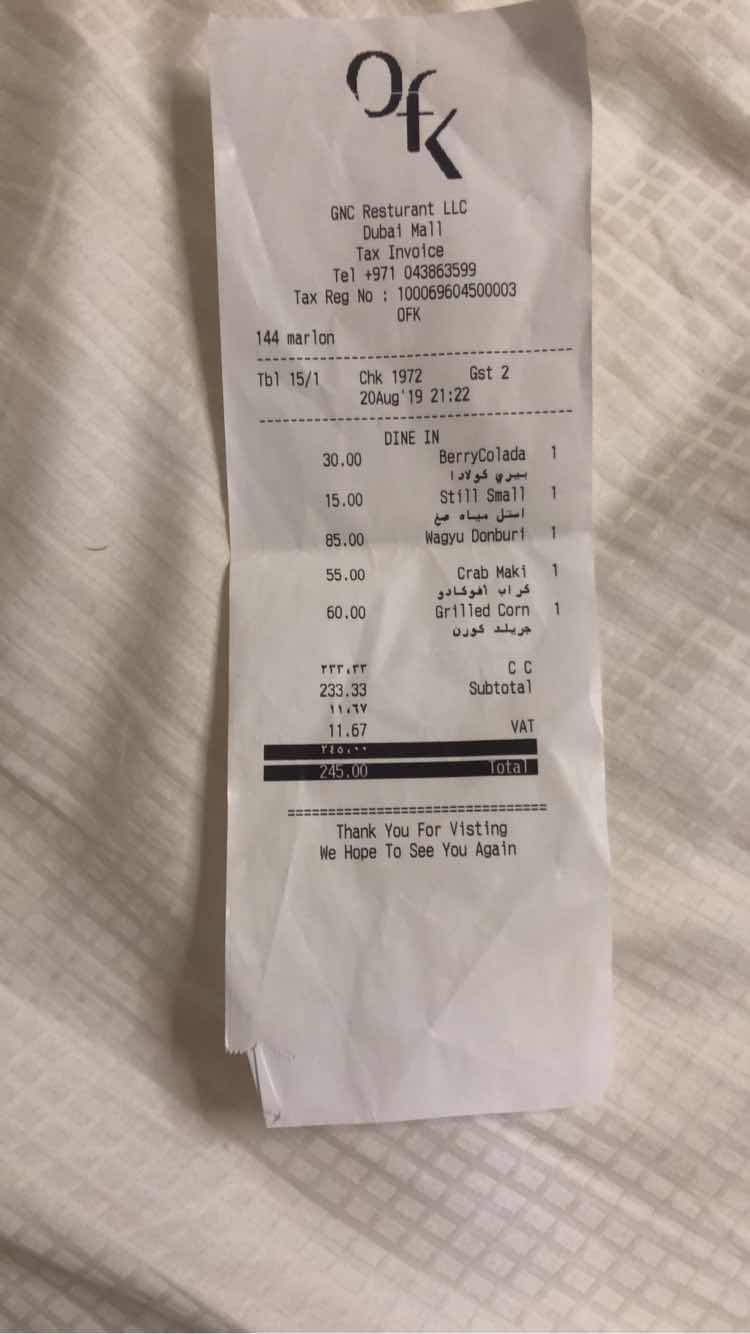 Ofk
GNC Resturant LLC
Dubai Mall
Tax Invoice
Tel +971 043863599
Tax Reg No : 100069604500003
OFK
144 marlon
Tbl 15/1 Chk 1972 Gst 2
20Aug'19 21:22
DINE IN
30.00 BerryColada 1
بيري كولادا
15.00 Still Small 1
استل مياه صغ
85.00 Wagyu Donburi 1
55.00 Crab Maki 1
كراب أفوكادو
60.00 Grilled Corn 1
جريلد كورن
٢٣٣،٣٣ C C
233.33 Subtotal
١١،٦٧
11.67 VAT
٢٤٥،٠٠
245.00 Total
Thank You For Visting
We Hope To See You Again